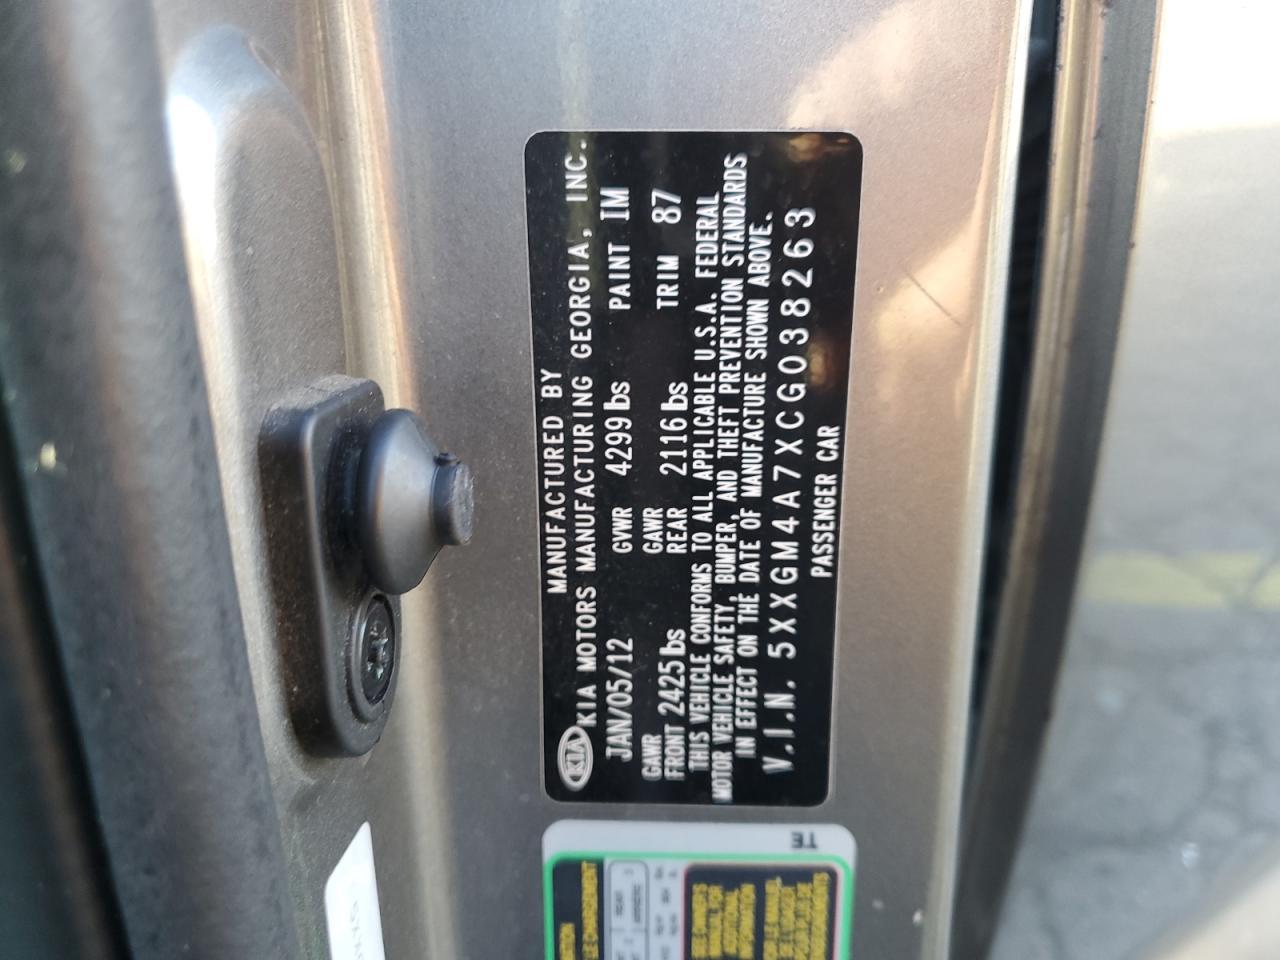 MANUFACTURED BY
KIA KIA MOTORS MANUFACTURING GEORGIA, INC.
JAN/05/12 GVWR 4299 lbs PAINT IM
GAWR GAWR
FRONT 2425 lbs REAR 2116 lbs TRIM 87
THIS VEHICLE CONFORMS TO ALL APPLICABLE U.S.A. FEDERAL
MOTOR VEHICLE SAFETY, BUMPER, AND THEFT PREVENTION STANDARDS
IN EFFECT ON THE DATE OF MANUFACTURE SHOWN ABOVE.
V.I.N. 5XXGM4A7XCG038263
PASSENGER CAR
TE